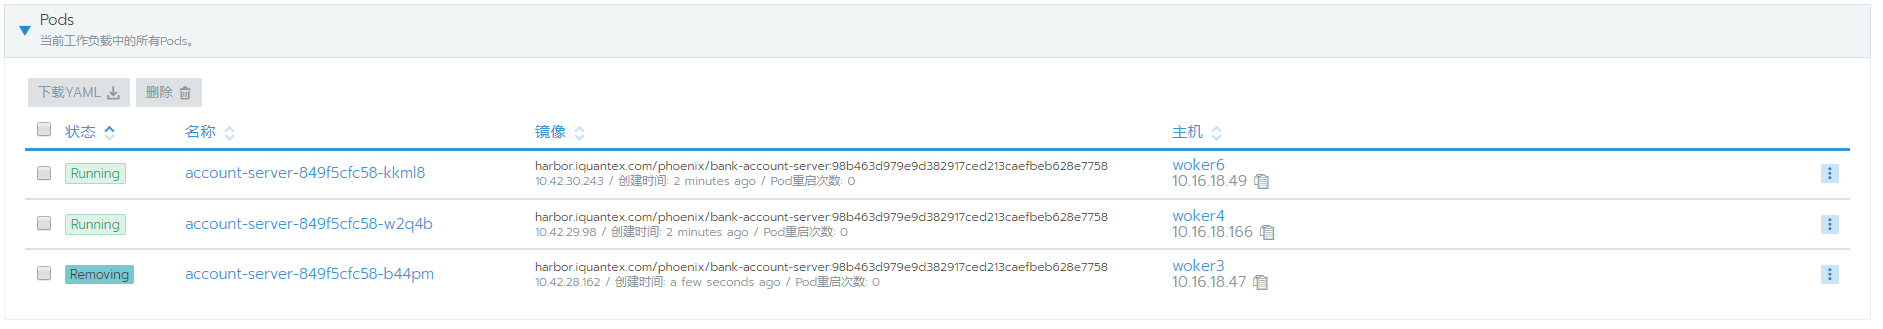 Pods
当前工作负载中的所有Pods。
下载YAML 删除
状态 名称 镜像 主机
Running account-server-849f5cfc58-kkml8 harbor.iquantex.com/phoenix/bank-account-server:98b463d979e9d382917ced213caefbeb628e7758 woker6
10.42.30.243 / 创建时间: 2 minutes ago / Pod重启次数: 0 10.16.18.49
Running account-server-849f5cfc58-w2q4b harbor.iquantex.com/phoenix/bank-account-server:98b463d979e9d382917ced213caefbeb628e7758 woker4
10.42.29.98 / 创建时间: 2 minutes ago / Pod重启次数: 0 10.16.18.166
Removing account-server-849f5cfc58-b44pm harbor.iquantex.com/phoenix/bank-account-server:98b463d979e9d382917ced213caefbeb628e7758 woker3
10.42.28.162 / 创建时间: a few seconds ago / Pod重启次数: 0 10.16.18.47